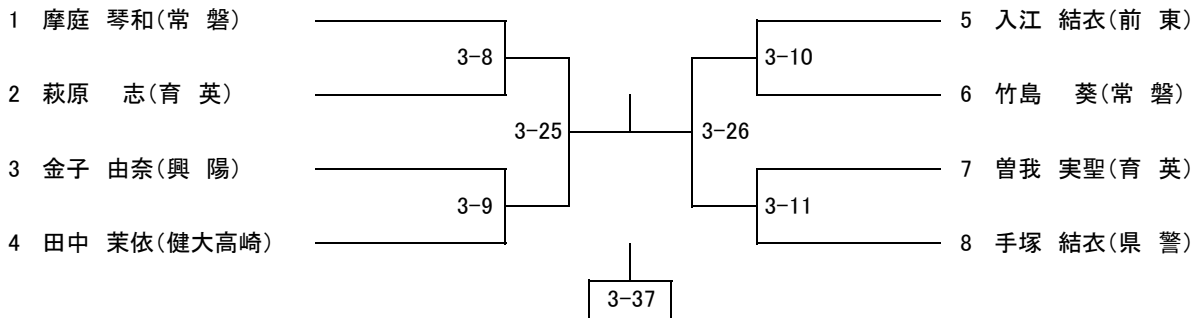 1 摩庭 琴和(常 磐)
5 入江 結衣(前 東)
3-8
3-10
2 萩原 志(育 英)
6 竹島 葵(常 磐)
3-25
3-26
3 金子 由奈(興 陽)
7 曽我 実聖(育 英)
3-9
3-11
4 田中 茉依(健大高崎)
8 手塚 結衣(県 警)
3-37